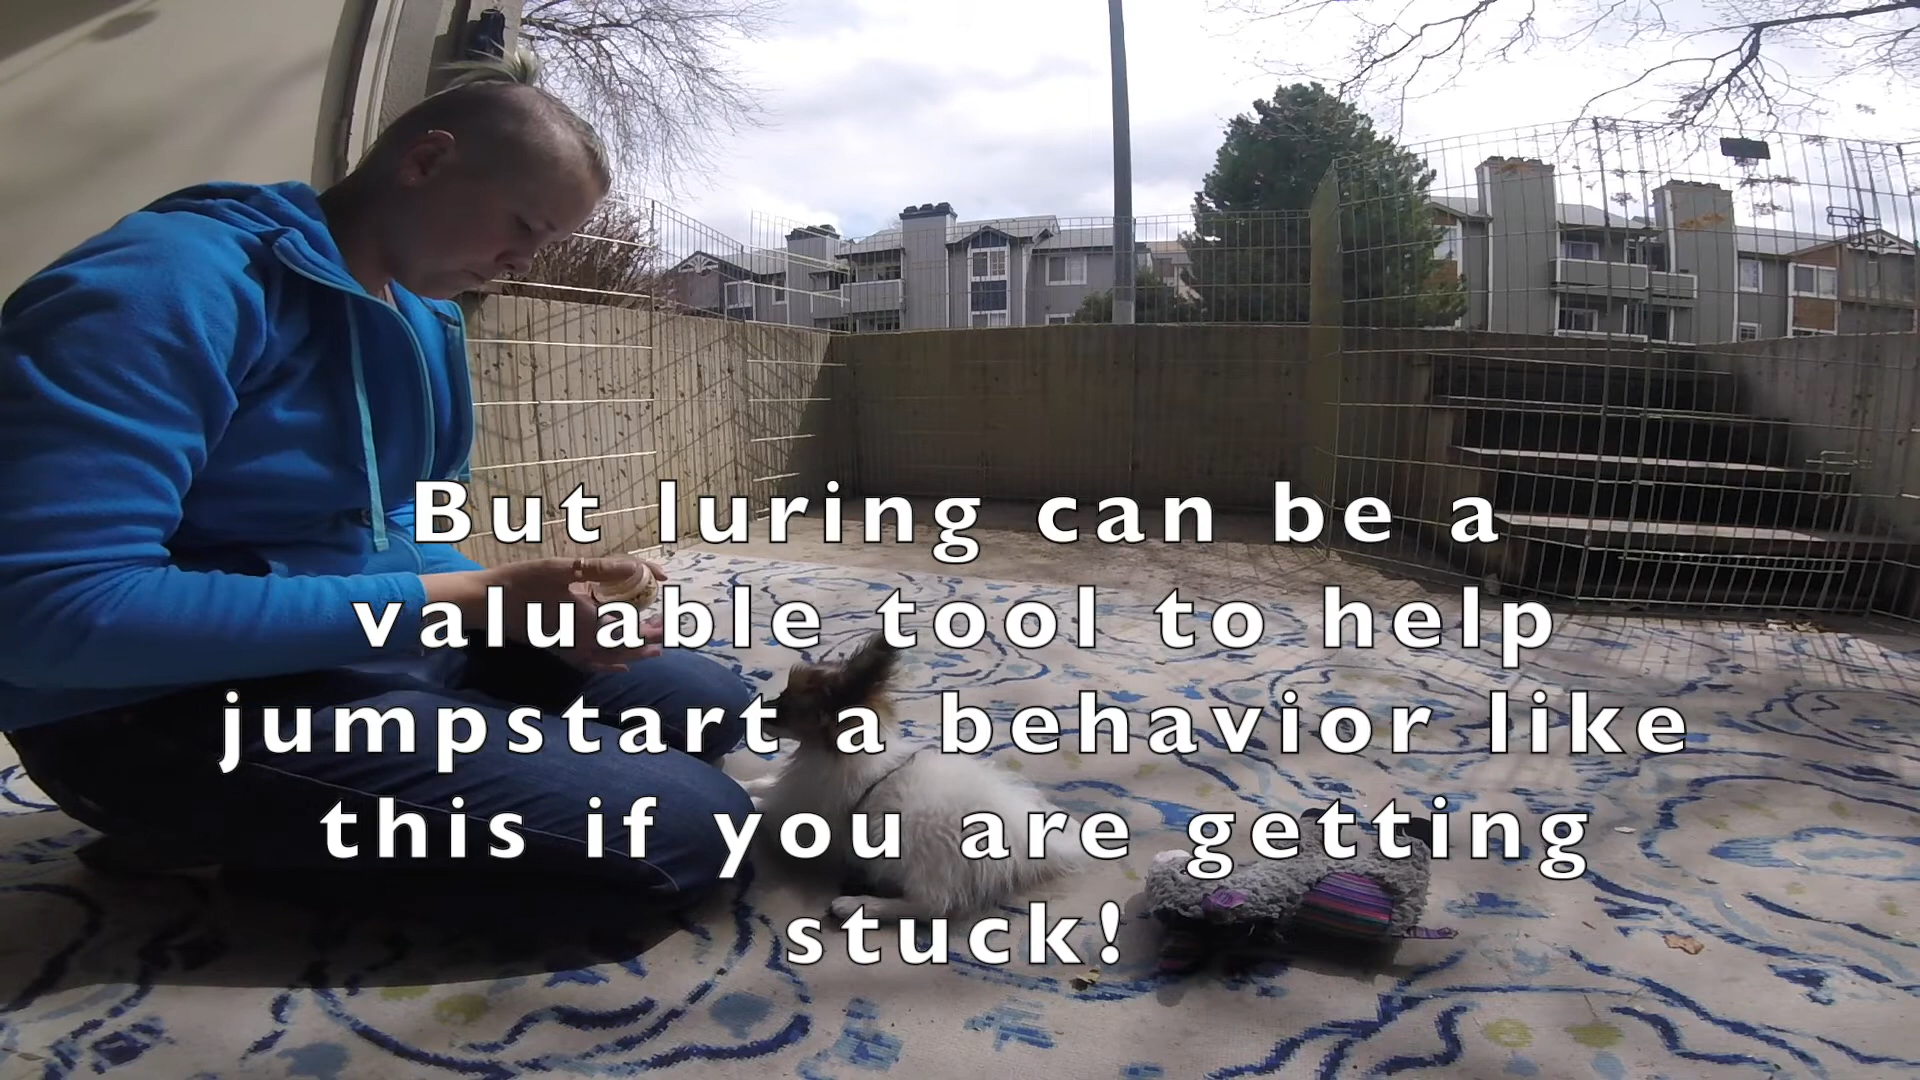 But luring can be a
valuable tool to help
jumpstart a behavior like
this if you are getting
stuck!